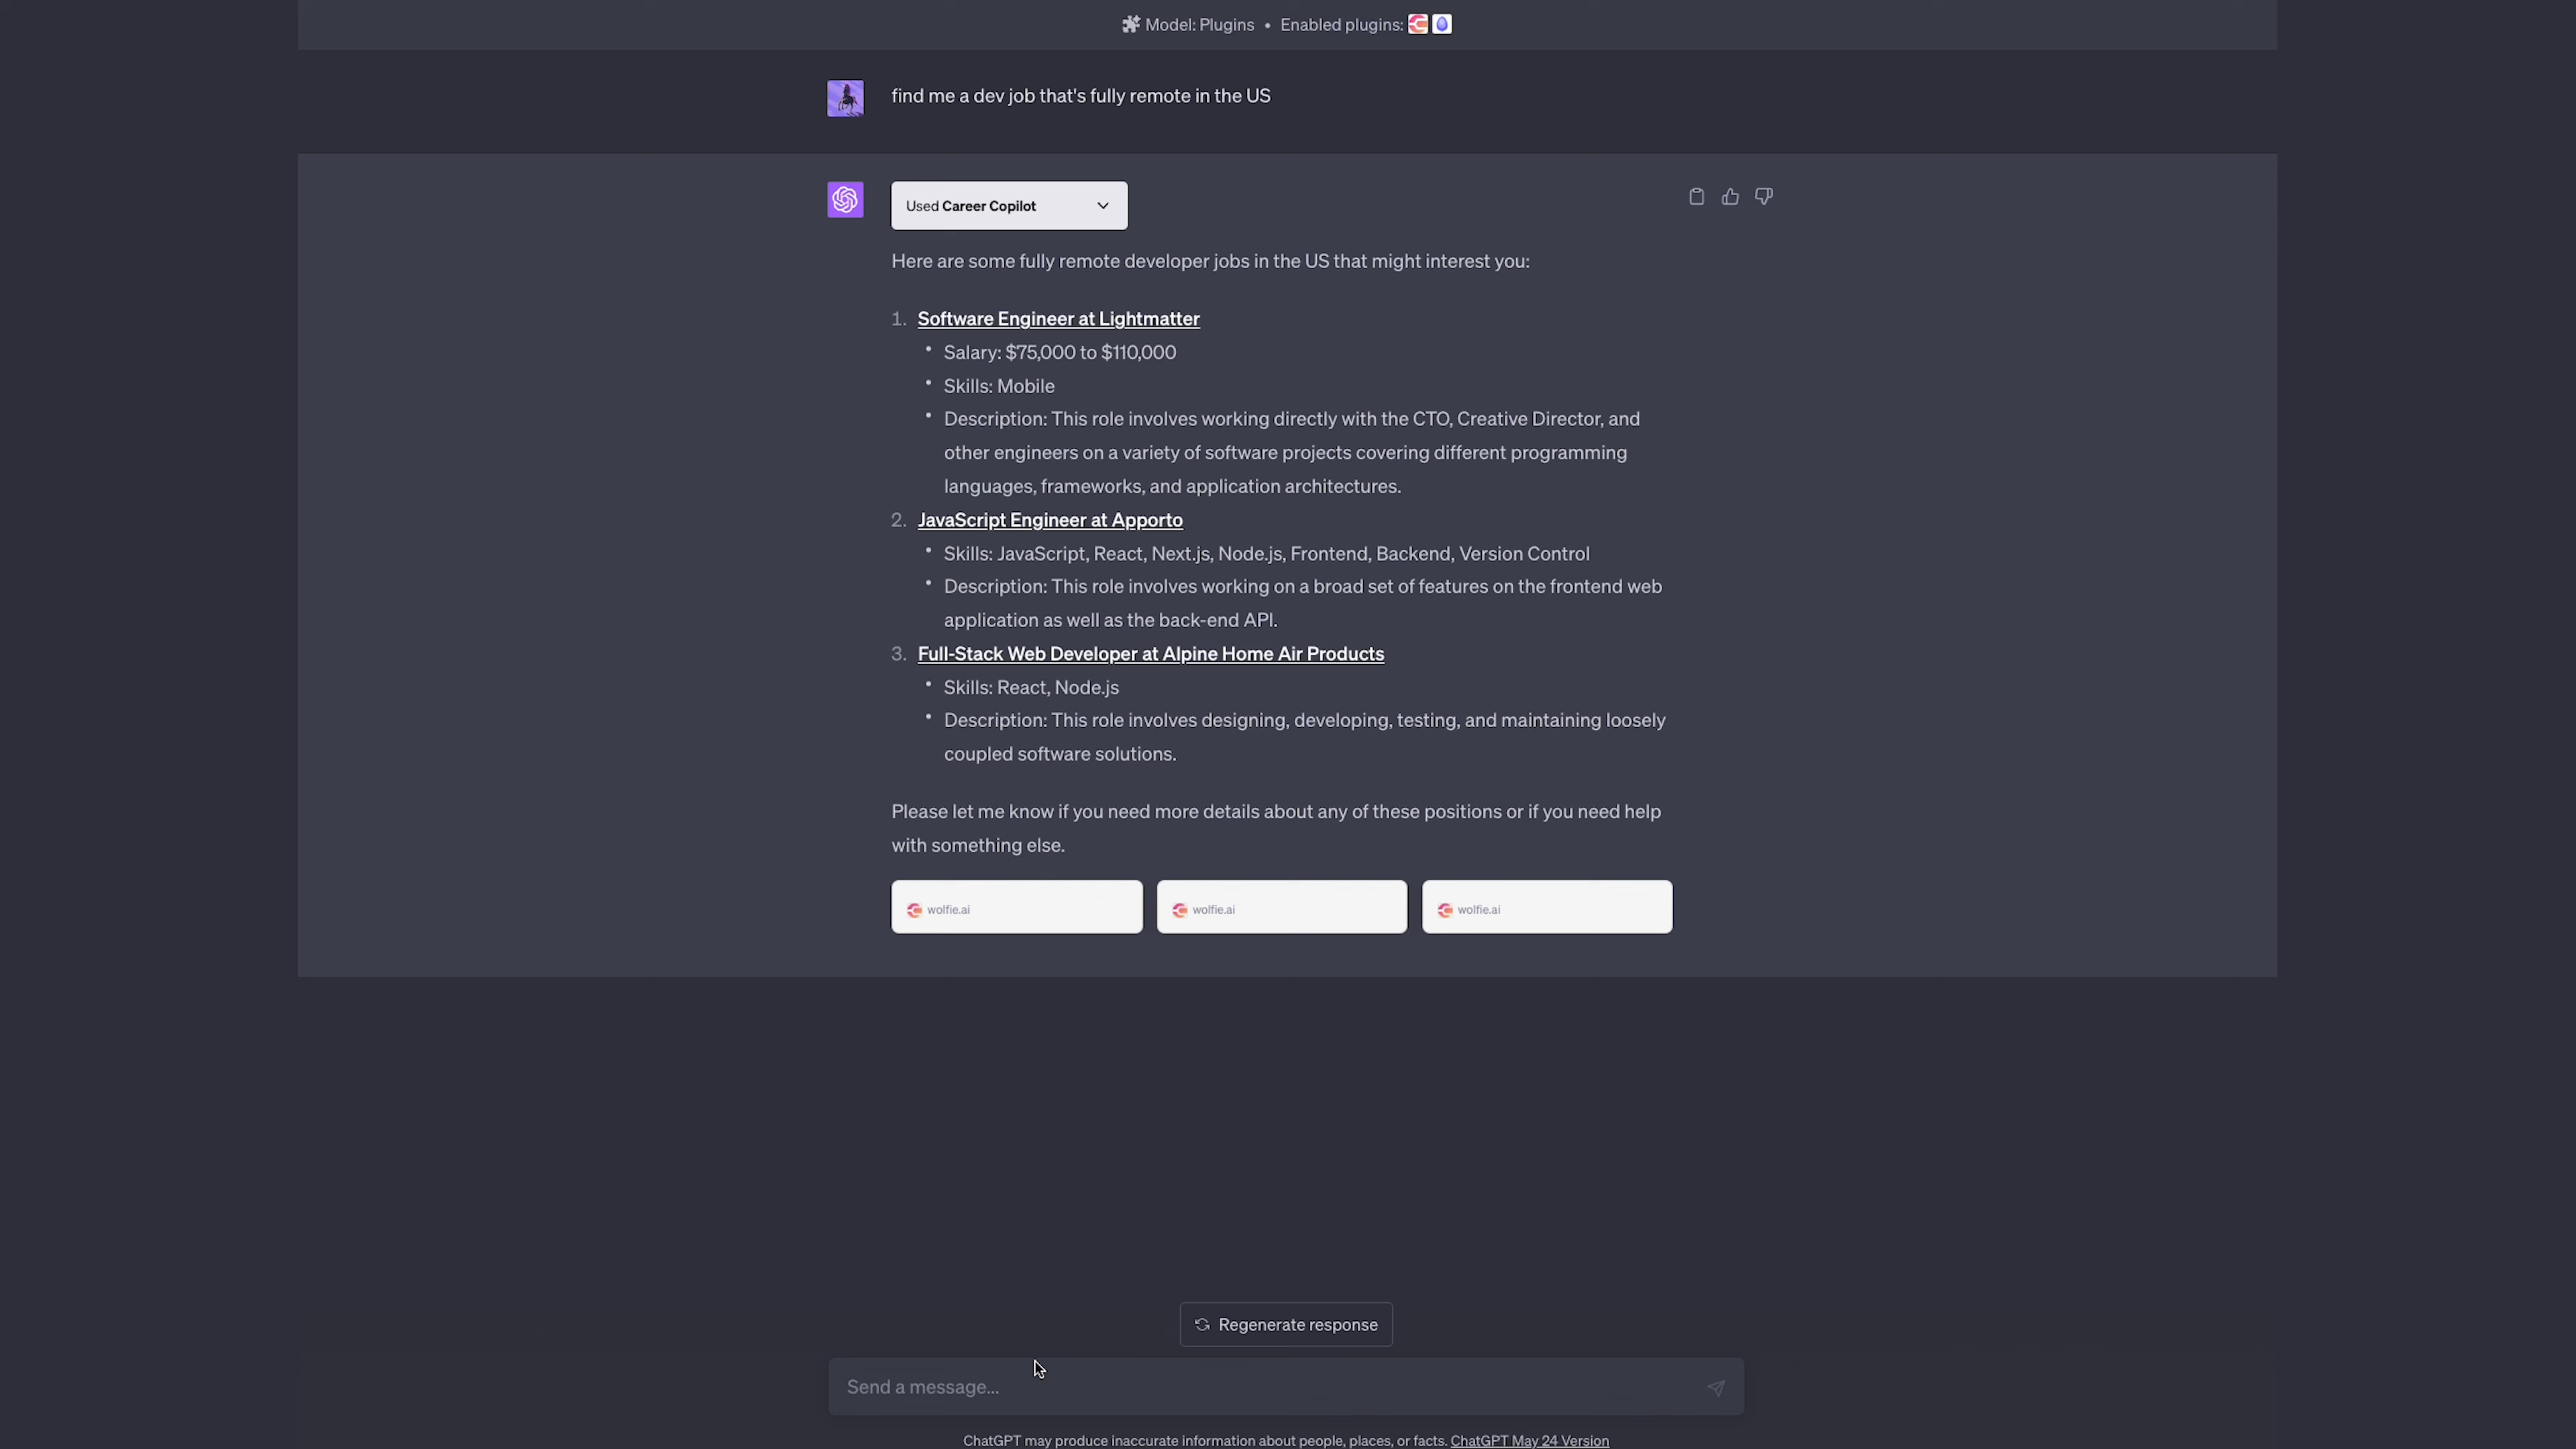 Model: Plugins • Enabled plugins:
find me a dev job that's fully remote in the US
Used Career Copilot
Here are some fully remote developer jobs in the US that might interest you:
1. Software Engineer at Lightmatter
• Salary: $75,000 to $110,000
• Skills: Mobile
• Description: This role involves working directly with the CTO, Creative Director, and
other engineers on a variety of software projects covering different programming
languages, frameworks, and application architectures.
2. JavaScript Engineer at Apporto
• Skills: JavaScript, React, Next.js, Node.js, Frontend, Backend, Version Control
• Description: This role involves working on a broad set of features on the frontend web
application as well as the back-end API.
3. Full-Stack Web Developer at Alpine Home Air Products
• Skills: React, Node.js
• Description: This role involves designing, developing, testing, and maintaining loosely
coupled software solutions.
Please let me know if you need more details about any of these positions or if you need help
with something else.
wolfie.ai
wolfie.ai
wolfie.ai
Regenerate response
Send a message...
ChatGPT may produce inaccurate information about people, places, or facts. ChatGPT May 24 Version